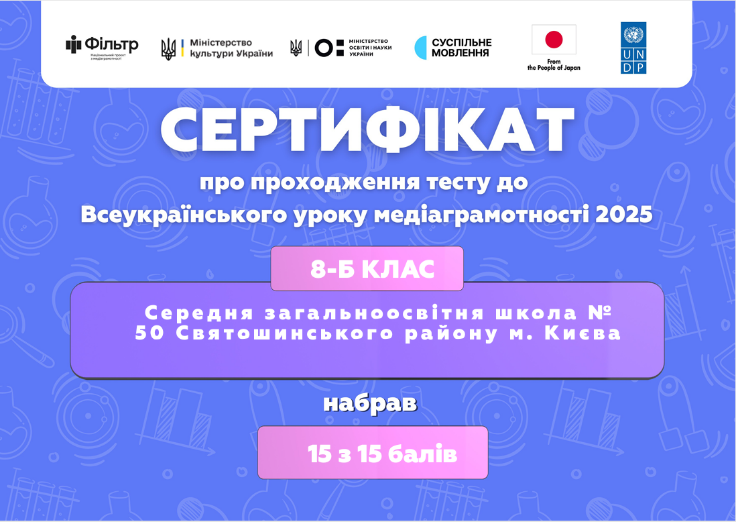 Фільтр
Міністерство
культури України
МІНІСТЕРСТВО
ОСВІТИ І НАУКИ
УКРАЇНИ
СУСПІЛЬНЕ
МОВЛЕННЯ
From
the People of Japan
U N
D P
СЕРТИФІКАТ
про проходження тесту до
Всеукраїнського уроку медіаграмотності 2025
8-Б КЛАС
Середня загальноосвітня школа №
50 Святошинського району м. Києва
набрав
15 з 15 балів